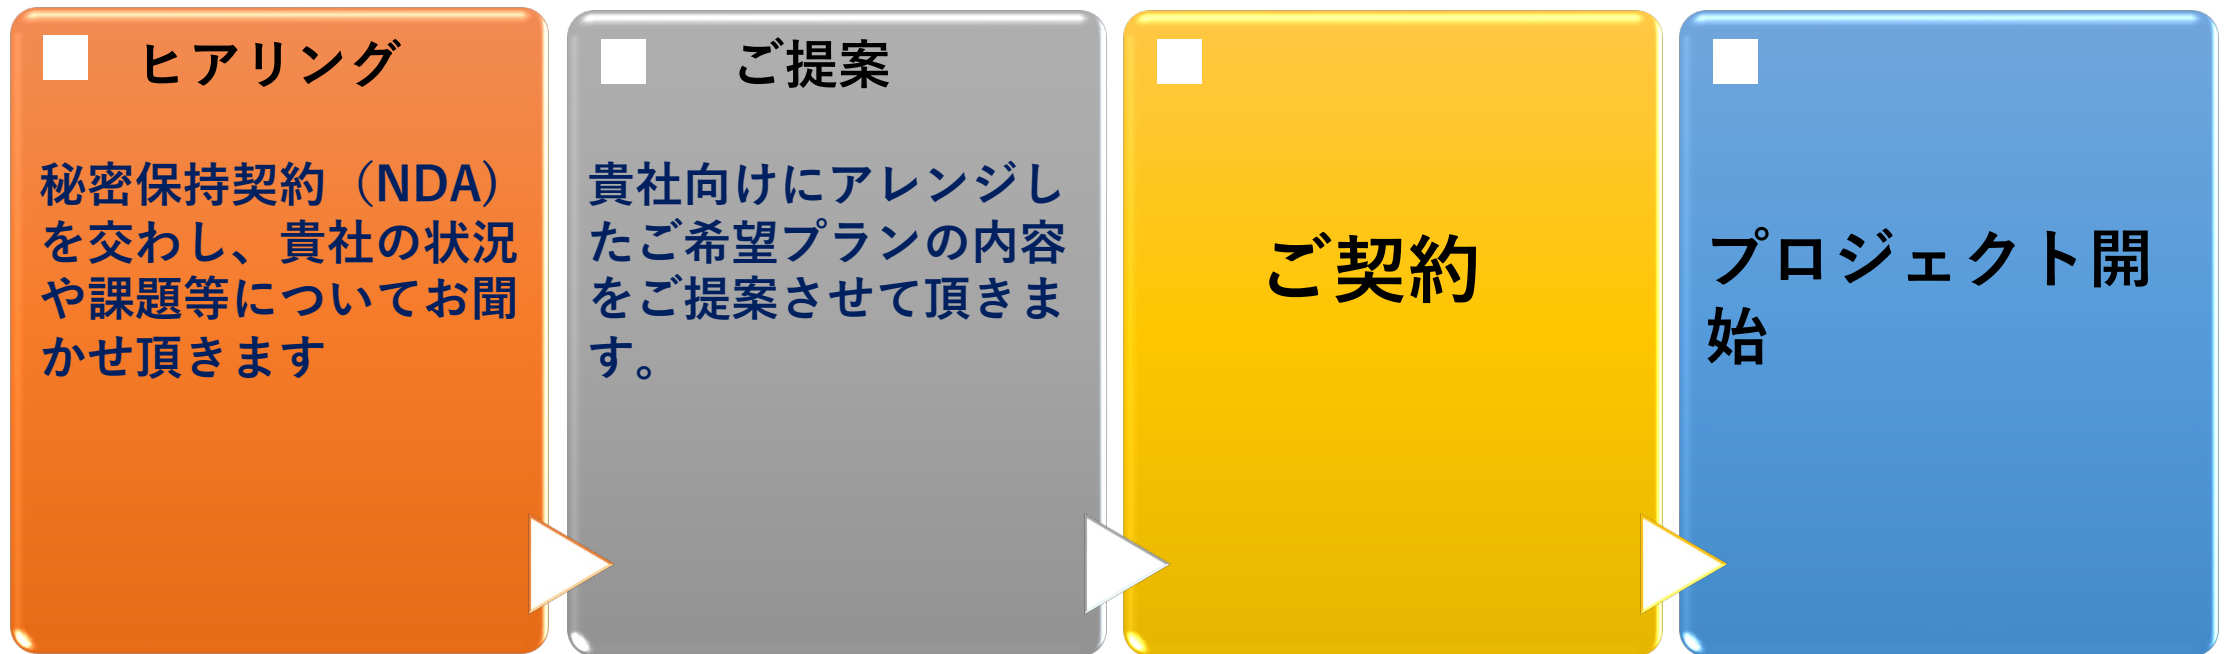 ヒアリング
秘密保持契約（NDA）
を交わし、貴社の状況
や課題等についてお聞
かせ頂きます
ご提案
貴社向けにアレンジし
たご希望プランの内容
をご提案させて頂きま
す。
ご契約
プロジェクト開
始